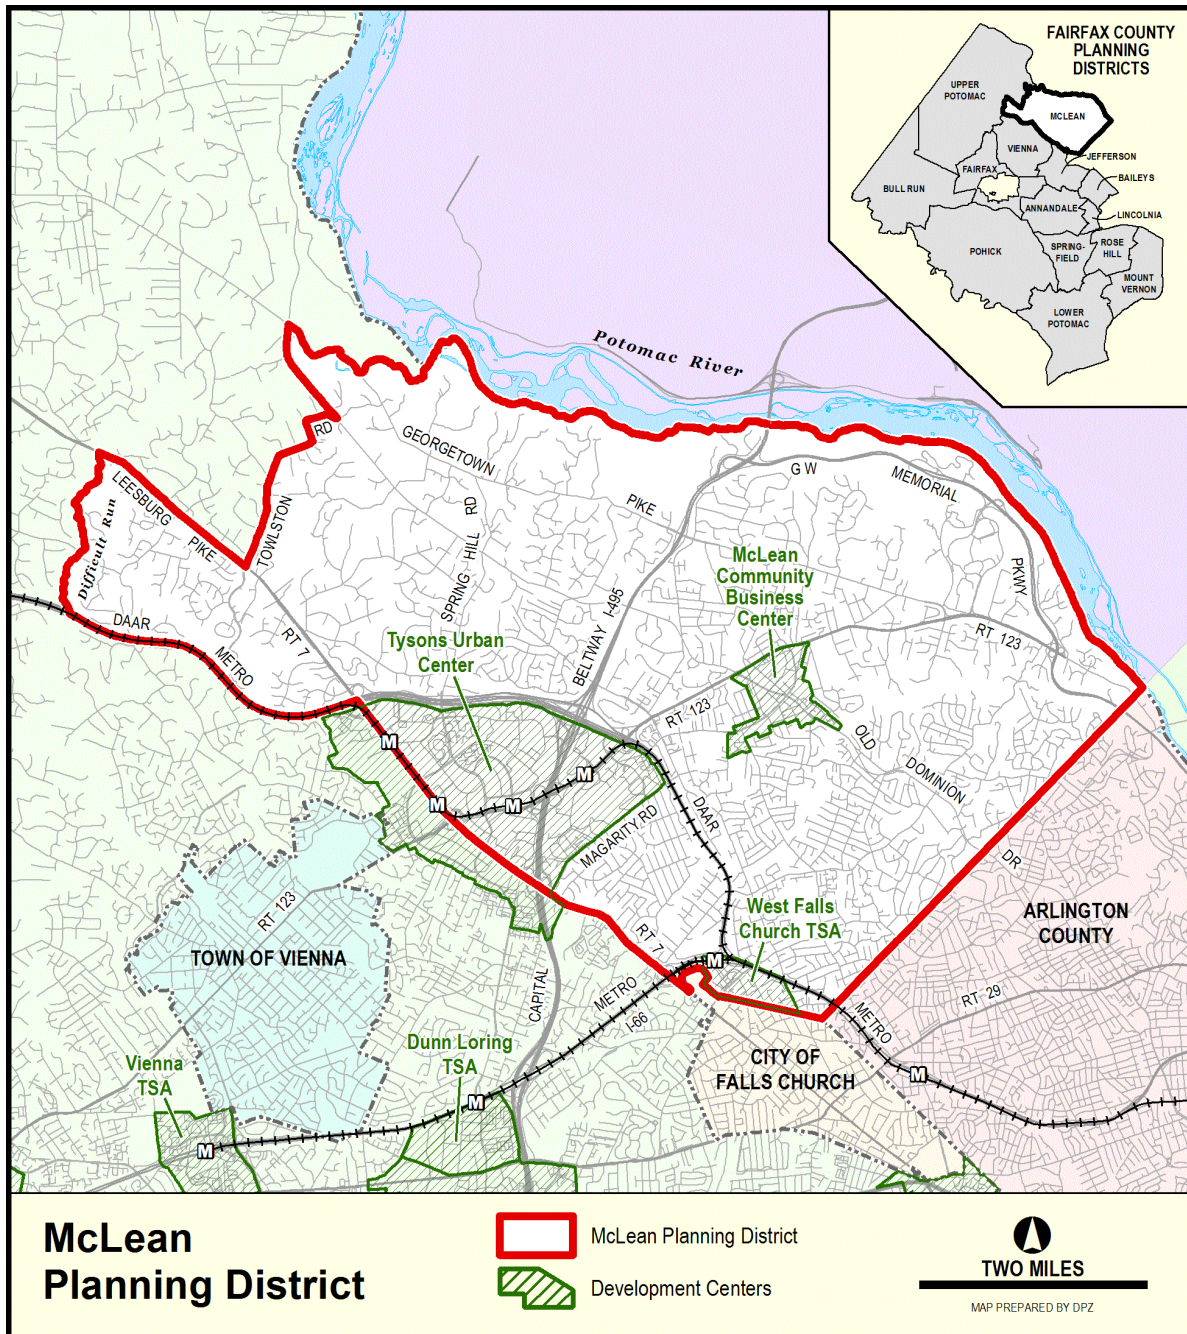 FAIRFAX COUNTY
PLANNING
DISTRICTS
UPPER
POTOMAC
MCLEAN
VIENNA
JEFFERSON
FAIRFAX
BAILEYS
BULL RUN
ANNANDALE
LINCOLNIA
POHICK
SPRING-
FIELD
ROSE
HILL
MOUNT
VERNON
LOWER
POTOMAC
Potomac River
RD
GEORGETOWN
PIKE
G W
MEMORIAL
PKWY
LEESBURG
PIKE
Difficult Run
TOWLSTON
SPRING HILL RD
McLean
Community
Business
Center
BELTWAY I-495
DAAR
METRO
RT 7
RT 123
Tysons Urban
Center
RT 123
OLD
DOMINION
DR
M
M
M
M
DAAR
MAGARITY RD
West Falls
Church TSA
ARLINGTON
COUNTY
RT 123
TOWN OF VIENNA
RT 7
M
METRO
I-66
CAPITAL
RT 29
METRO
Dunn Loring
TSA
Vienna
TSA
CITY OF
FALLS CHURCH
M
M
M
McLean
Planning District
McLean Planning District
Development Centers
TWO MILES
MAP PREPARED BY DPZ